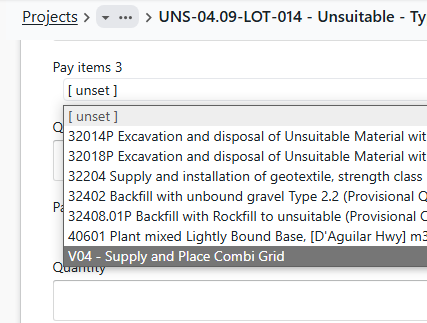 Projects > ▾ ··· > UNS-04.09-LOT-014 - Unsuitable - Ty
Pay items 3
[ unset ]
[ unset ]
32014P Excavation and disposal of Unsuitable Material wit
32018P Excavation and disposal of Unsuitable Material wit
32204 Supply and installation of geotextile, strength class
32402 Backfill with unbound gravel Type 2.2 (Provisional Q
32408.01P Backfill with Rockfill to unsuitable (Provisional
40601 Plant mixed Lightly Bound Base, [D'Aguilar Hwy] m3
V04 - Supply and Place Combi Grid
Quantity